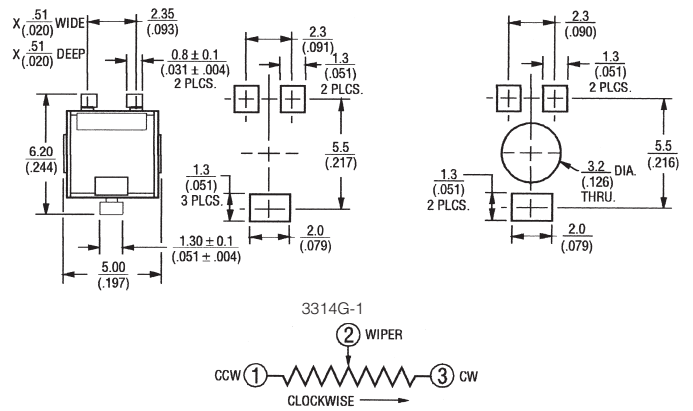 X .51 WIDE
(.020)
X .51 DEEP
(.020)
2.35
(.093)
0.8 ± 0.1
(.031 ± .004)
2 PLCS.
6.20
(.244)
1.30 ± 0.1
(.051 ± .004)
5.00
(.197)
2.3
(.091)
1.3
(.051)
2 PLCS.
5.5
(.217)
1.3
(.051)
3 PLCS.
2.0
(.079)
2.3
(.090)
1.3
(.051)
2 PLCS.
5.5
(.216)
3.2 DIA.
(.126)
THRU.
1.3
(.051)
2 PLCS.
2.0
(.079)
3314G-1
2 WIPER
CCW 1
3 CW
CLOCKWISE